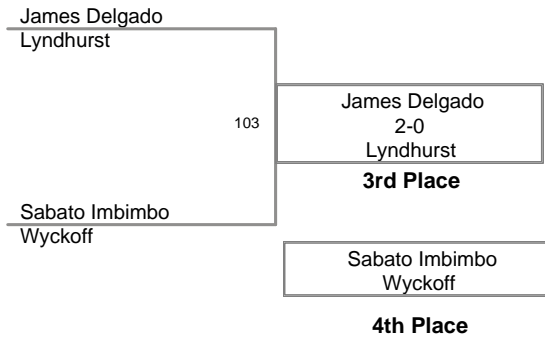 James Delgado
Lyndhurst
103
James Delgado
2-0
Lyndhurst
3rd Place
Sabato Imbimbo
Wyckoff
Sabato Imbimbo
Wyckoff
4th Place